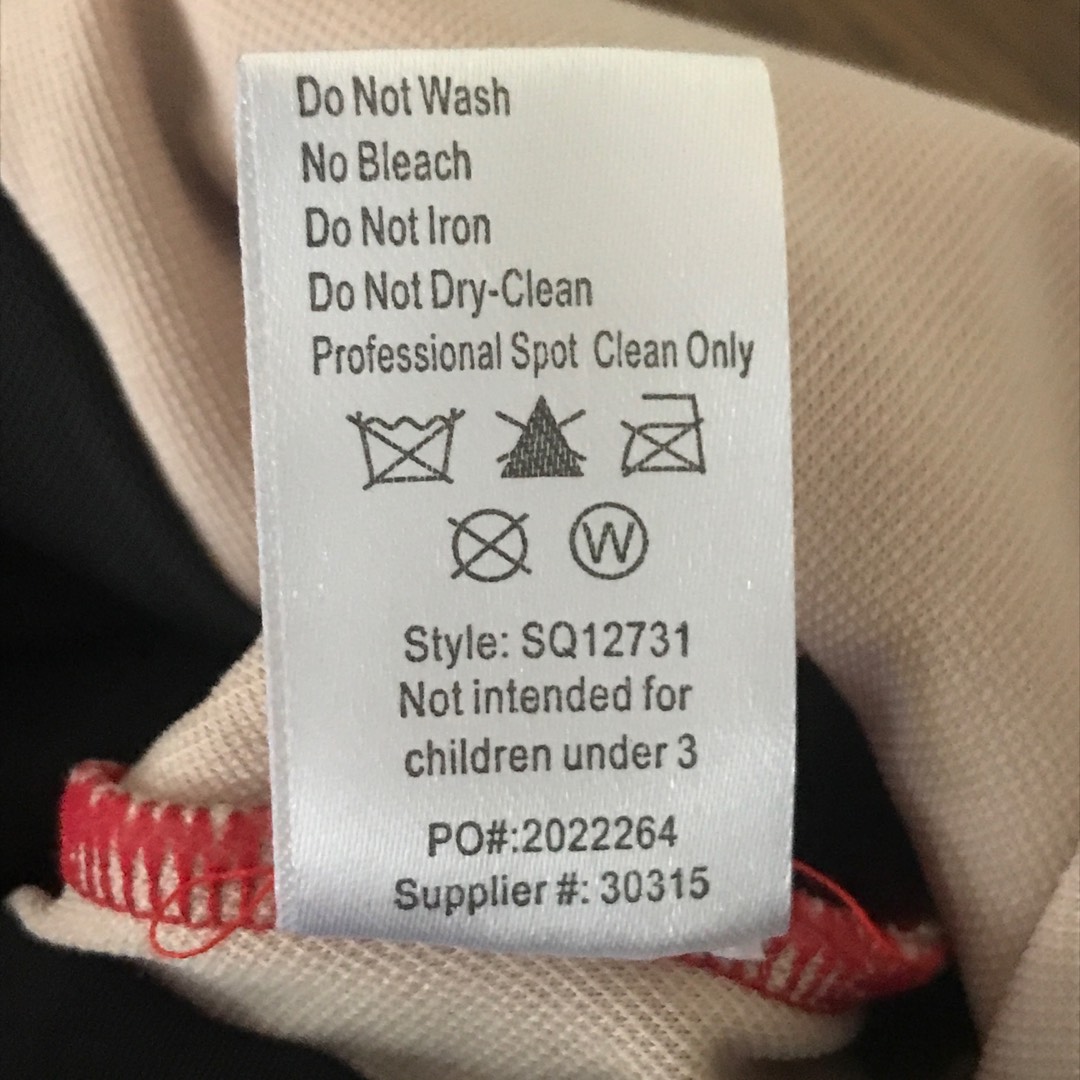 Do Not Wash
No Bleach
Do Not Iron
Do Not Dry-Clean
Professional Spot Clean Only
W
Style: SQ12731
Not intended for
children under 3
PO#:2022264
Supplier #: 30315